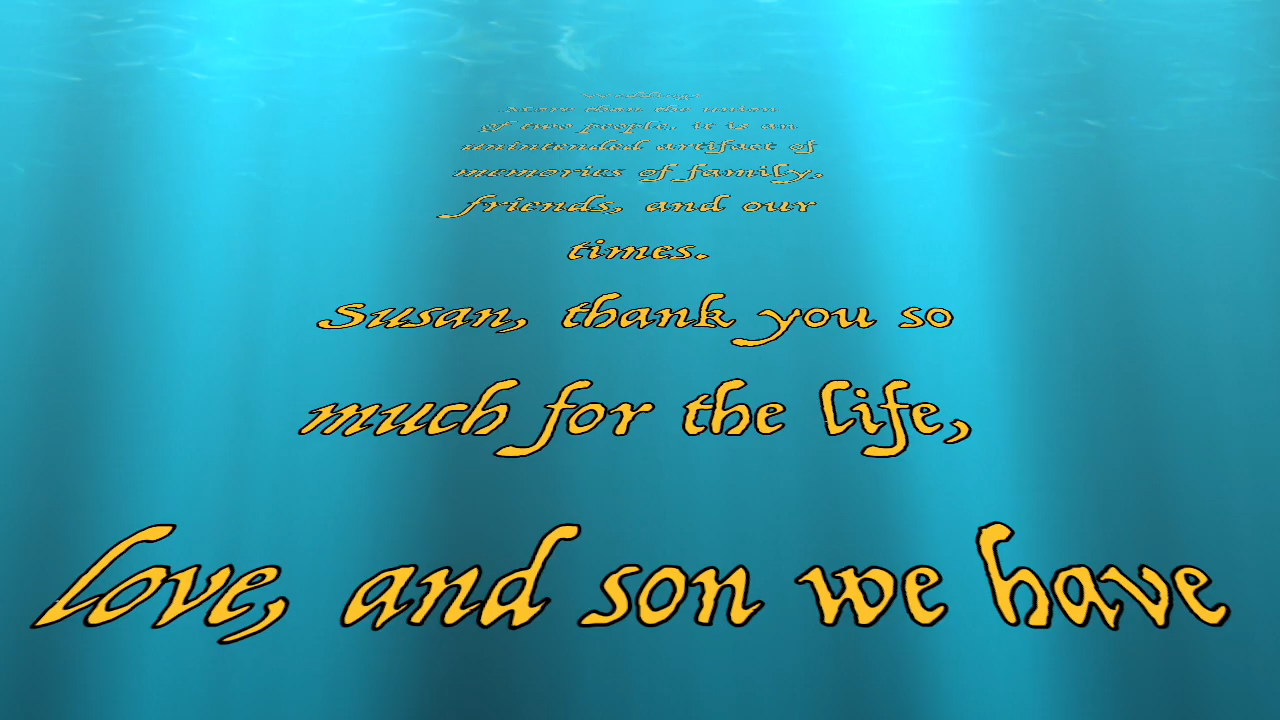 More than the union
of two people, it is an
unintended artifact of
memories of family,
friends, and our
times.
Susan, thank you so
much for the life,
love, and son we have